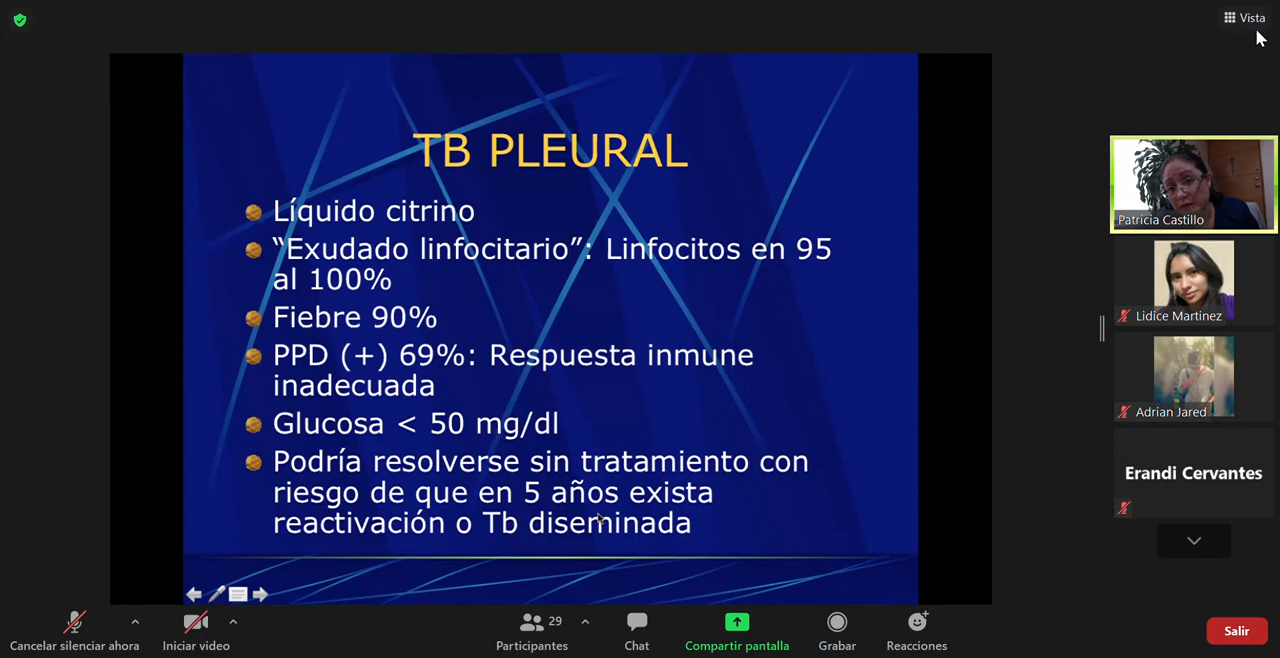 Vista
TB PLEURAL
Líquido citrino
“Exudado linfocitario”: Linfocitos en 95
al 100%
Fiebre 90%
PPD (+) 69%: Respuesta inmune
inadecuada
Glucosa < 50 mg/dl
Podría resolverse sin tratamiento con
riesgo de que en 5 años exista
reactivación o Tb diseminada
Patricia Castillo
Lidice Martinez
Adrian Jared
Erandi Cervantes
Cancelar silenciar ahora
Iniciar video
29
Participantes
Chat
Compartir pantalla
Grabar
Reacciones
Salir